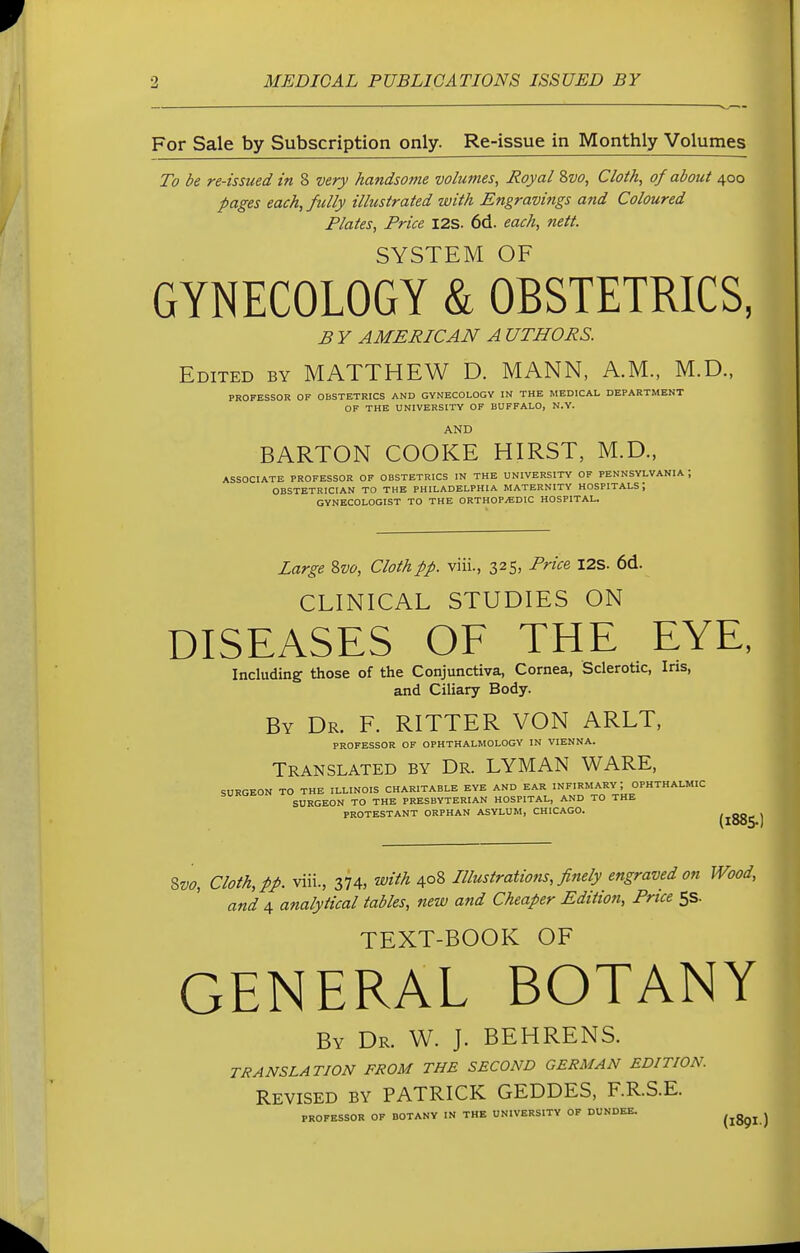 2 MEDICAL PUBLICATIONS ISSUED BY
For Sale by Subscription only. Re-issue in Monthly Volumes
To be re-issued in 8 very handsome volumes, Royal 8vo, Cloth, of about 400
pages each, fully illustrated with Engravings and Coloured
Plates, Price 12s. 6d. each, nett.
SYSTEM OF
GYNECOLOGY & OBSTETRICS,
BY AMERICAN AUTHORS.
EDITED BY MATTHEW D. MANN, A.M., M.D.,
PROFESSOR OF OBSTETRICS AND GYNECOLOGY IN THE MEDICAL DEPARTMENT
OF THE UNIVERSITY OF BUFFALO, N.Y.
AND
BARTON COOKE HIRST, M.D.,
ASSOCIATE PROFESSOR OF OBSTETRICS IN THE UNIVERSITY OF PENNSYLVANIA;
OBSTETRICIAN TO THE PHILADELPHIA MATERNITY HOSPITALS;
GYNECOLOGIST TO THE ORTHOPÆDIC HOSPITAL.
Large 8vo, Cloth pp. viii., 325, Price 12s. 6d.
CLINICAL STUDIES ON
DISEASES OF THE EYE,
Including those of the Conjunctiva, Cornea, Sclerotic, Iris,
and Ciliary Body.
BY DR. F. RITTER VON ARLT,
PROFESSOR OF OPHTHALMOLOGY IN VIENNA.
TRANSLATED BY DR. LYMAN WARE,
SURGEON TO THE ILLINOIS CHARITABLE EYE AND EAR INFIRMARY; OPHTHALMIC
SURGEON TO THE PRESBYTERIAN HOSPITAL, AND TO THE
PROTESTANT ORPHAN ASYLUM, CHICAGO.
(1885.)
8vo, Cloth, pp. viii., 374, with 408 Illustrations, finely engraved on Wood,
and 4 analytical tables, new and Cheaper Edition, Price 5s.
TEXT-BOOK OF
GENERAL BOTANY
BY DR. W. J. BEHRENS.
TRANSLATION FROM THE SECOND GERMAN EDITION.
REVISED BY PATRICK GEDDES, F.R.S.E.
PROFESSOR OF BOTANY IN THE UNIVERSITY OF DUNDEE.
(1891.)